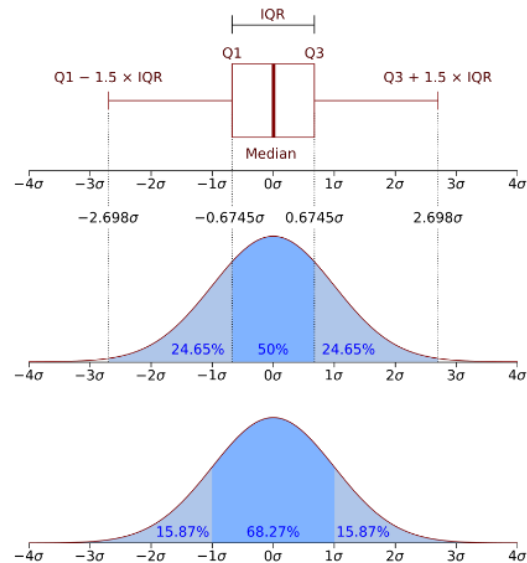 IQR
Q1 Q3
Q1 − 1.5 × IQR Q3 + 1.5 × IQR
Median
−4σ −3σ −2σ −1σ 0σ 1σ 2σ 3σ 4σ
−2.698σ −0.6745σ 0.6745σ 2.698σ
24.65% 50% 24.65%
−4σ −3σ −2σ −1σ 0σ 1σ 2σ 3σ 4σ
15.87% 68.27% 15.87%
−4σ −3σ −2σ −1σ 0σ 1σ 2σ 3σ 4σ